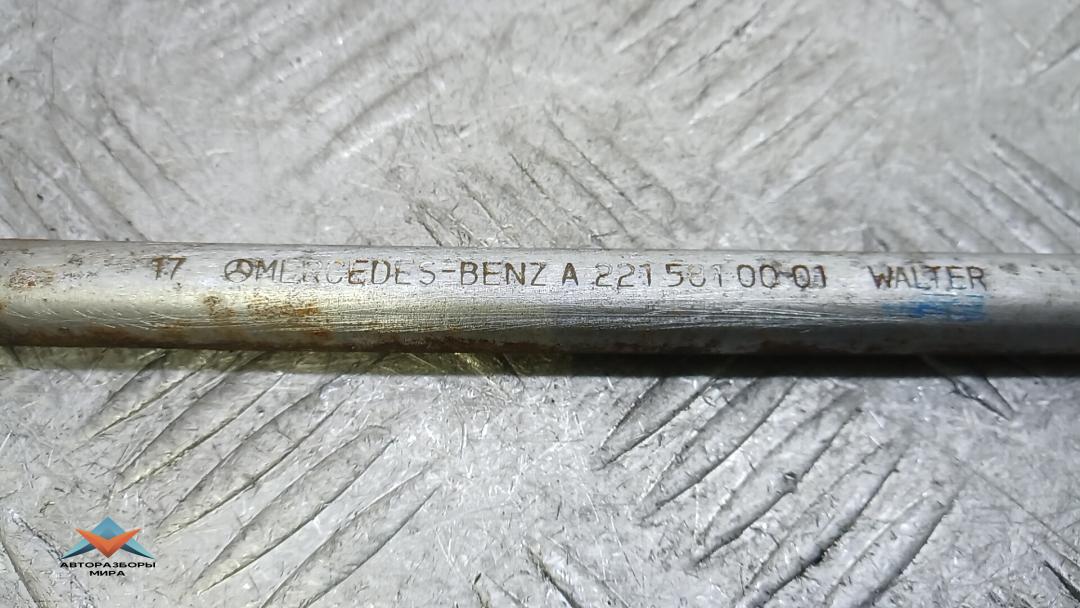 17 MERCEDES-BENZ A 221 581 00 01 WALTER
АВТОРАЗБОРЫ
МИРА